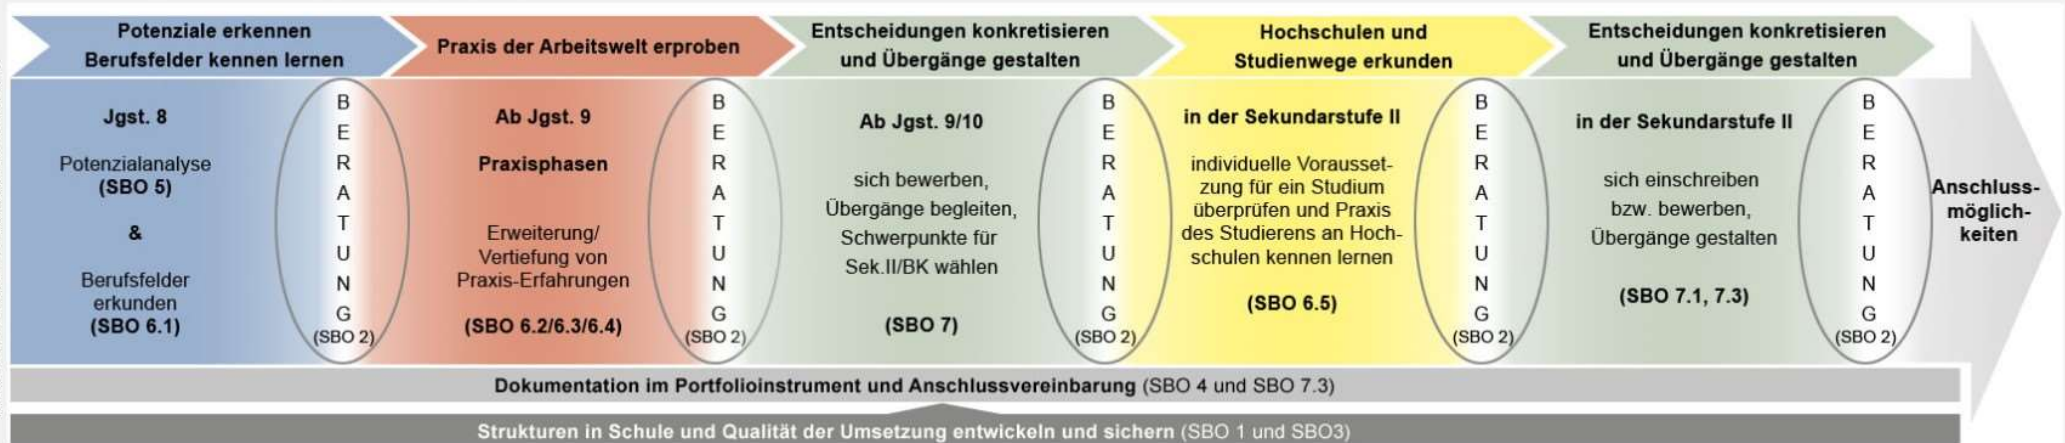 Potenziale erkennen
Berufsfelder kennen lernen
Praxis der Arbeitswelt erproben
Entscheidungen konkretisieren
und Übergänge gestalten
Hochschulen und
Studienwege erkunden
Entscheidungen konkretisieren
und Übergänge gestalten
Jgst. 8
Potenzialanalyse
(SBO 5)
&
Berufsfelder
erkunden
(SBO 6.1)
BERATUNG
(SBO 2)
Ab Jgst. 9
Praxisphasen
Erweiterung/
Vertiefung von
Praxis-Erfahrungen
(SBO 6.2/6.3/6.4)
BERATUNG
(SBO 2)
Ab Jgst. 9/10
sich bewerben,
Übergänge begleiten,
Schwerpunkte für
Sek.II/BK wählen
(SBO 7)
BERATUNG
(SBO 2)
in der Sekundarstufe II
individuelle Vorausset-
zung für ein Studium
überprüfen und Praxis
des Studierens an Hoch-
schulen kennen lernen
(SBO 6.5)
BERATUNG
(SBO 2)
in der Sekundarstufe II
sich einschreiben
bzw. bewerben,
Übergänge gestalten
(SBO 7.1, 7.3)
BERATUNG
(SBO 2)
Anschluss-
möglich-
keiten
Dokumentation im Portfolioinstrument und Anschlussvereinbarung (SBO 4 und SBO 7.3)
Strukturen in Schule und Qualität der Umsetzung entwickeln und sichern (SBO 1 und SBO3)